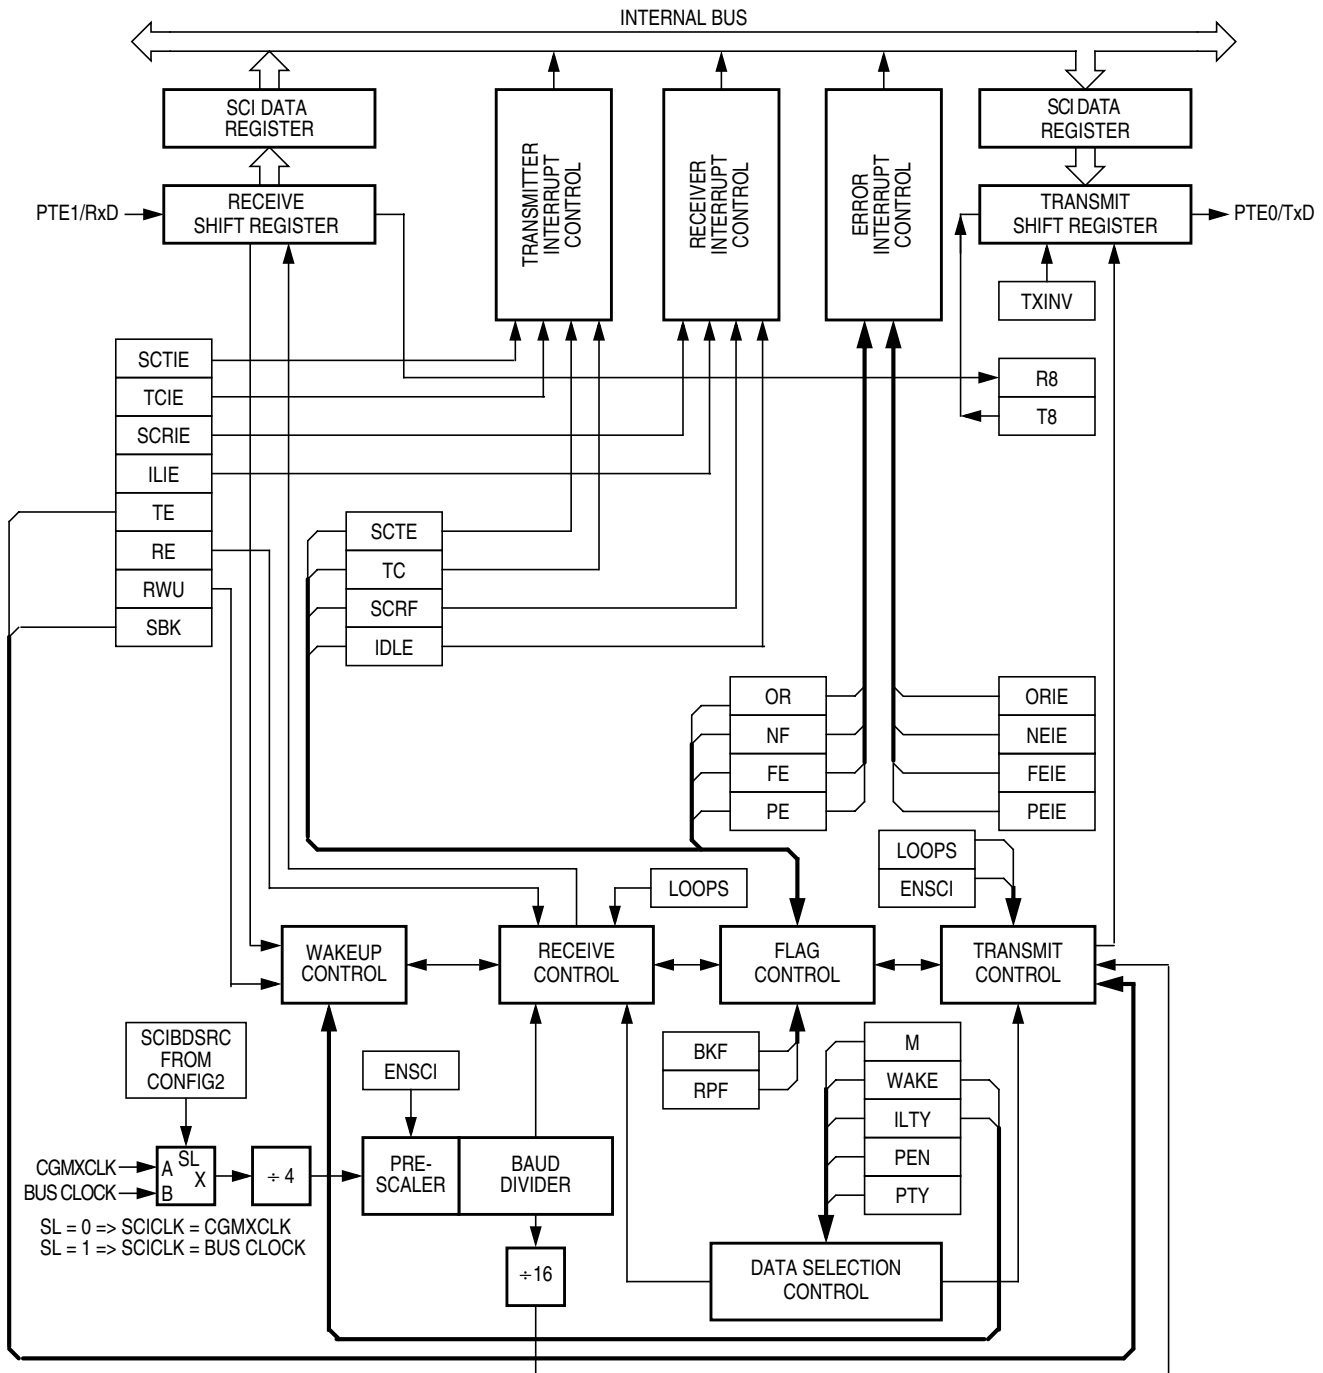 INTERNAL BUS
SCI DATA
REGISTER
SCI DATA
REGISTER
TRANSMITTER
INTERRUPT
CONTROL
RECEIVER
INTERRUPT
CONTROL
ERROR
INTERRUPT
CONTROL
PTE1/RxD
RECEIVE
SHIFT REGISTER
TRANSMIT
SHIFT REGISTER
PTE0/TxD
TXINV
SCTIE
TCIE
SCRIE
ILIE
TE
RE
RWU
SBK
R8
T8
SCTE
TC
SCRF
IDLE
OR
NF
FE
PE
ORIE
NEIE
FEIE
PEIE
LOOPS
ENSCI
LOOPS
WAKEUP
CONTROL
RECEIVE
CONTROL
FLAG
CONTROL
TRANSMIT
CONTROL
SCIBDSRC
FROM
CONFIG2
ENSCI
BKF
RPF
M
WAKE
ILTY
PEN
PTY
CGMXCLK
BUS CLOCK
A
SL
X
B
÷ 4
PRE-
SCALER
BAUD
DIVIDER
SL = 0 => SCICLK = CGMXCLK
SL = 1 => SCICLK = BUS CLOCK
÷16
DATA SELECTION
CONTROL